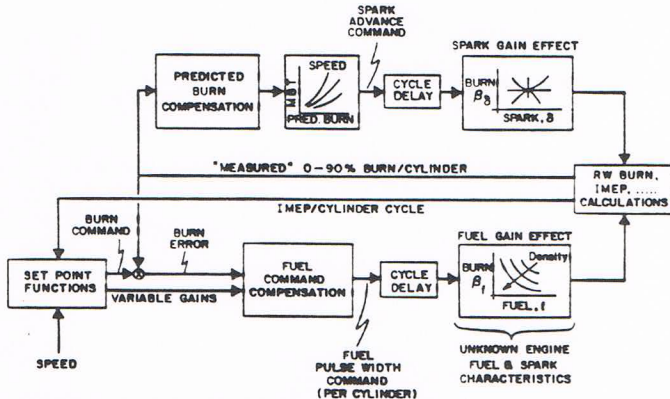 SPARK
ADVANCE
COMMAND
SPARK GAIN EFFECT
PREDICTED
BURN
COMPENSATION
SPEED
MBT
PRED. BURN
CYCLE
DELAY
BURN
βδ
SPARK, δ
"MEASURED" 0-90% BURN/CYLINDER
RW BURN,
IMEP, .....
CALCULATIONS
IMEP/CYLINDER CYCLE
BURN
COMMAND
BURN
ERROR
FUEL GAIN EFFECT
SET POINT
FUNCTIONS
VARIABLE GAINS
FUEL
COMMAND
COMPENSATION
CYCLE
DELAY
BURN
βf
Density
FUEL, f
SPEED
FUEL
PULSE WIDTH
COMMAND
(PER CYLINDER)
UNKNOWN ENGINE
FUEL & SPARK
CHARACTERISTICS